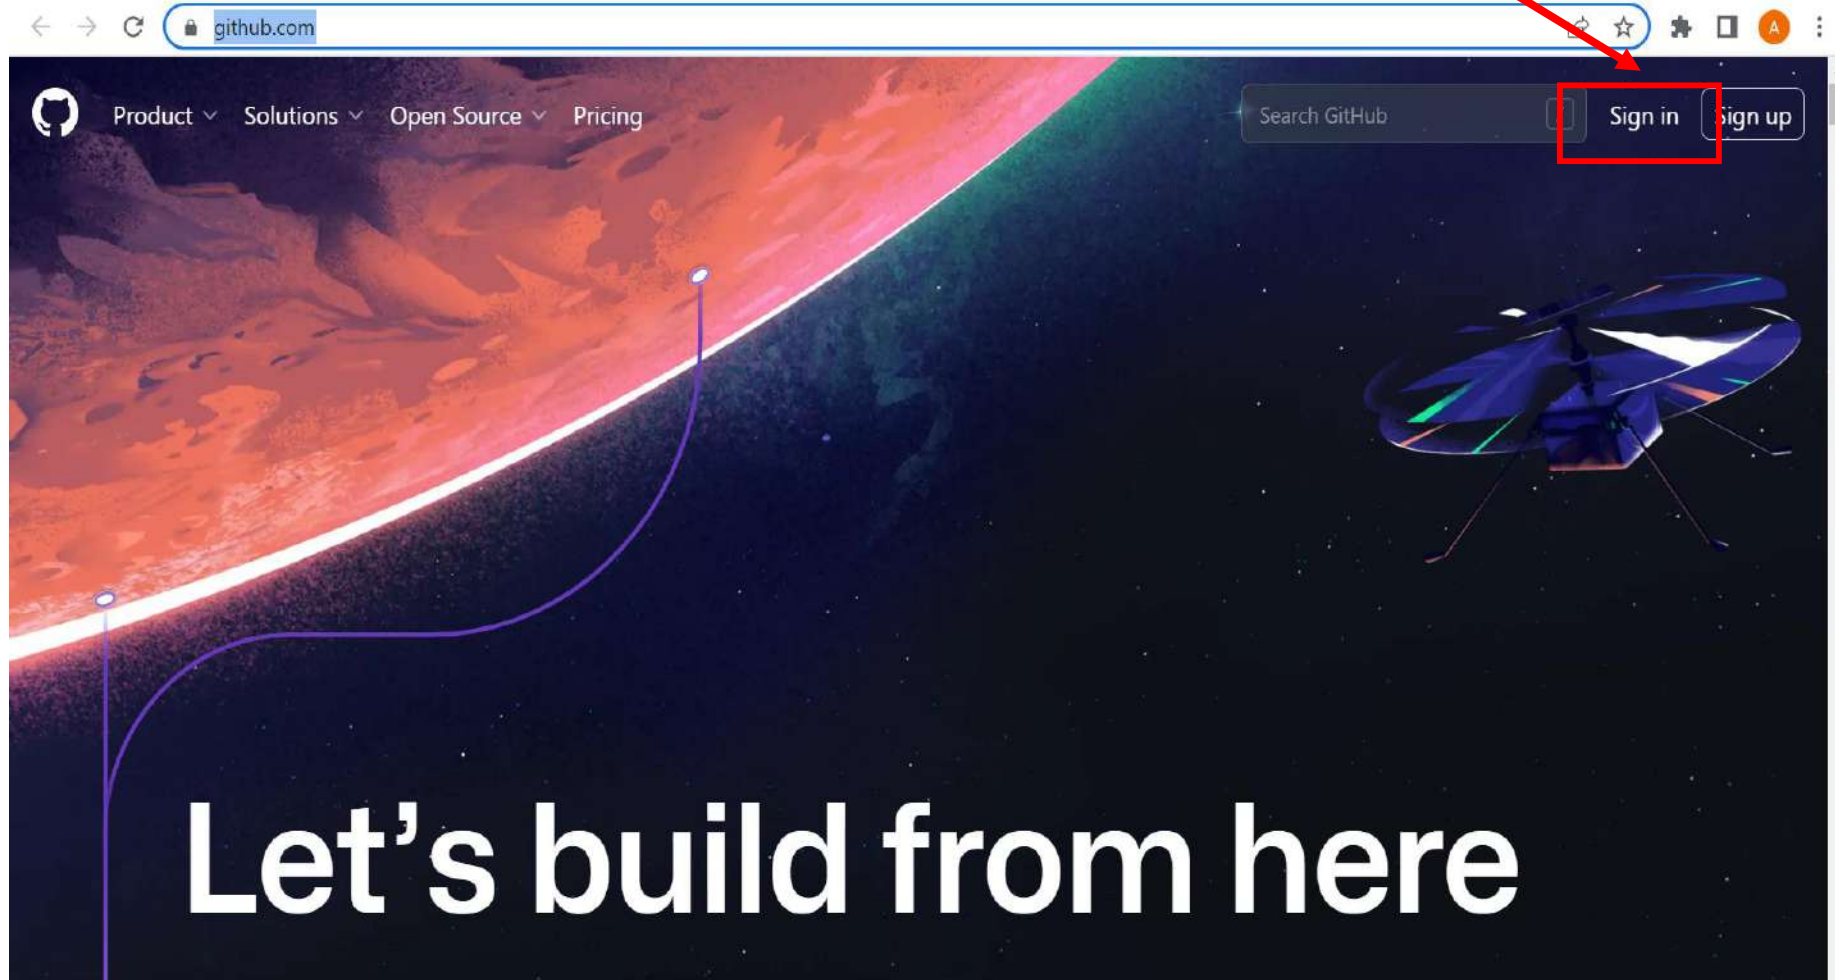 github.com
A
Product Solutions Open Source Pricing Search GitHub / Sign in Sign up
Let's build from here